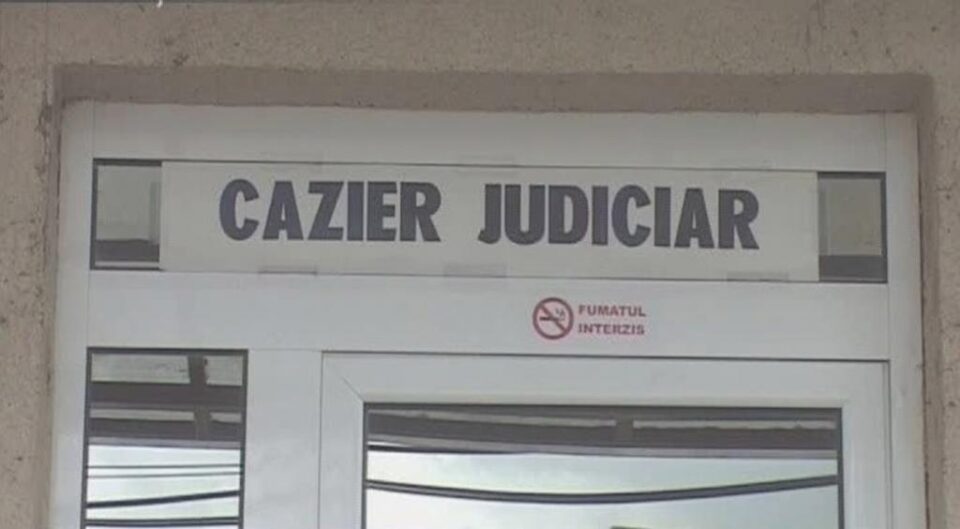 CAZIER JUDICIAR
FUMATUL
INTERZIS